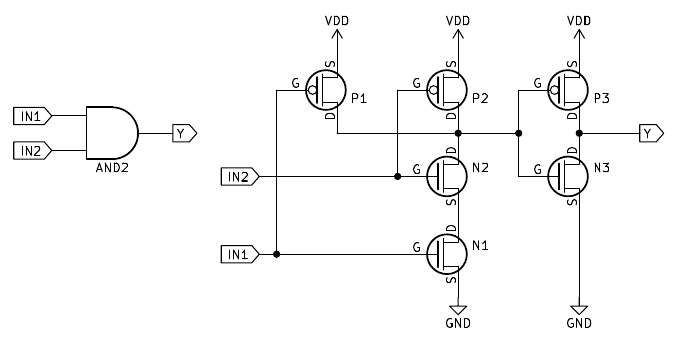 VDD VDD VDD
S S S
G P1 G P2 G P3
D D D
IN1
IN2
Y
AND2
D D
IN2 G N2 G N3 Y
S S
D
IN1 G N1
S
GND GND